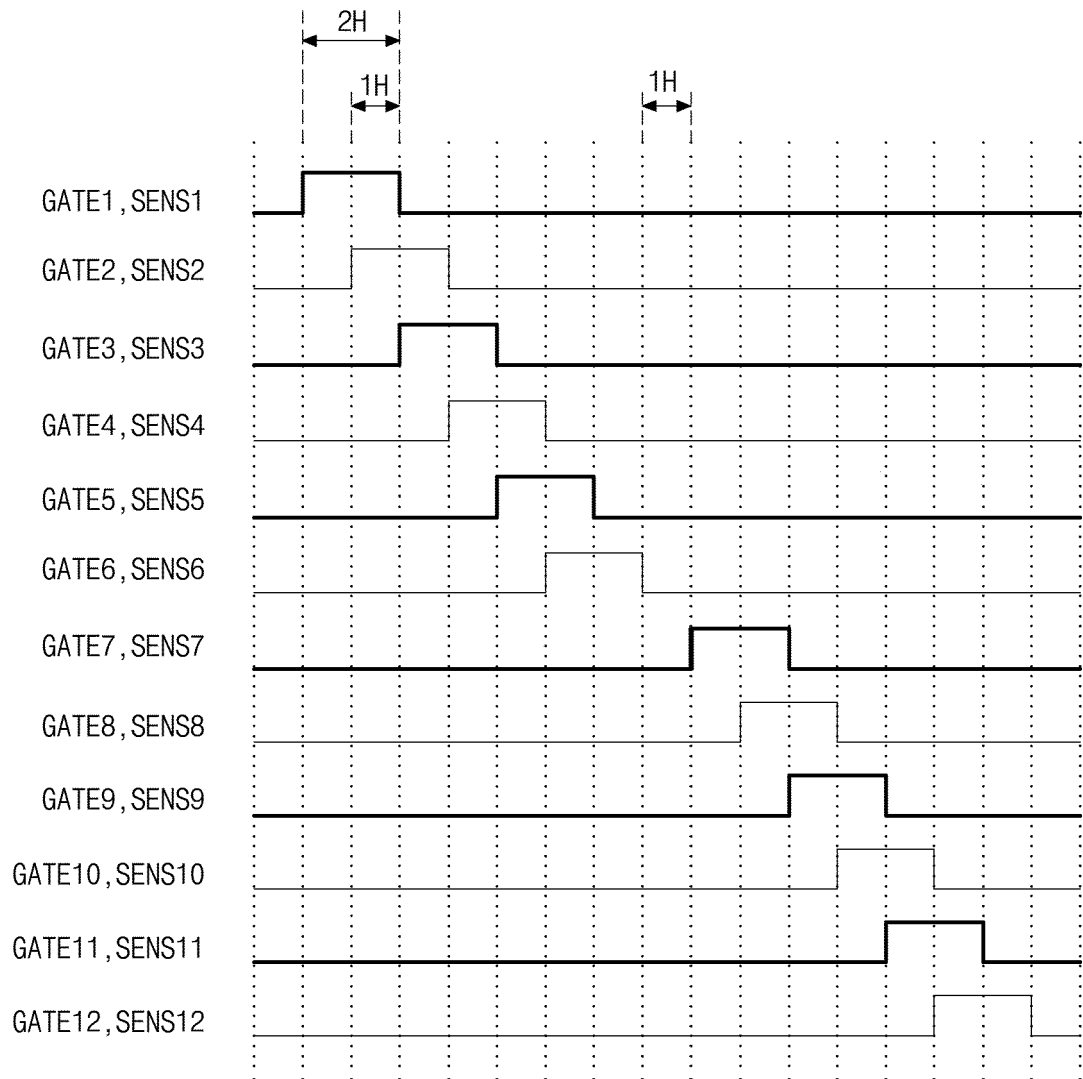 2H
1H 1H
GATE1,SENS1
GATE2,SENS2
GATE3,SENS3
GATE4,SENS4
GATE5,SENS5
GATE6,SENS6
GATE7,SENS7
GATE8,SENS8
GATE9,SENS9
GATE10,SENS10
GATE11,SENS11
GATE12,SENS12